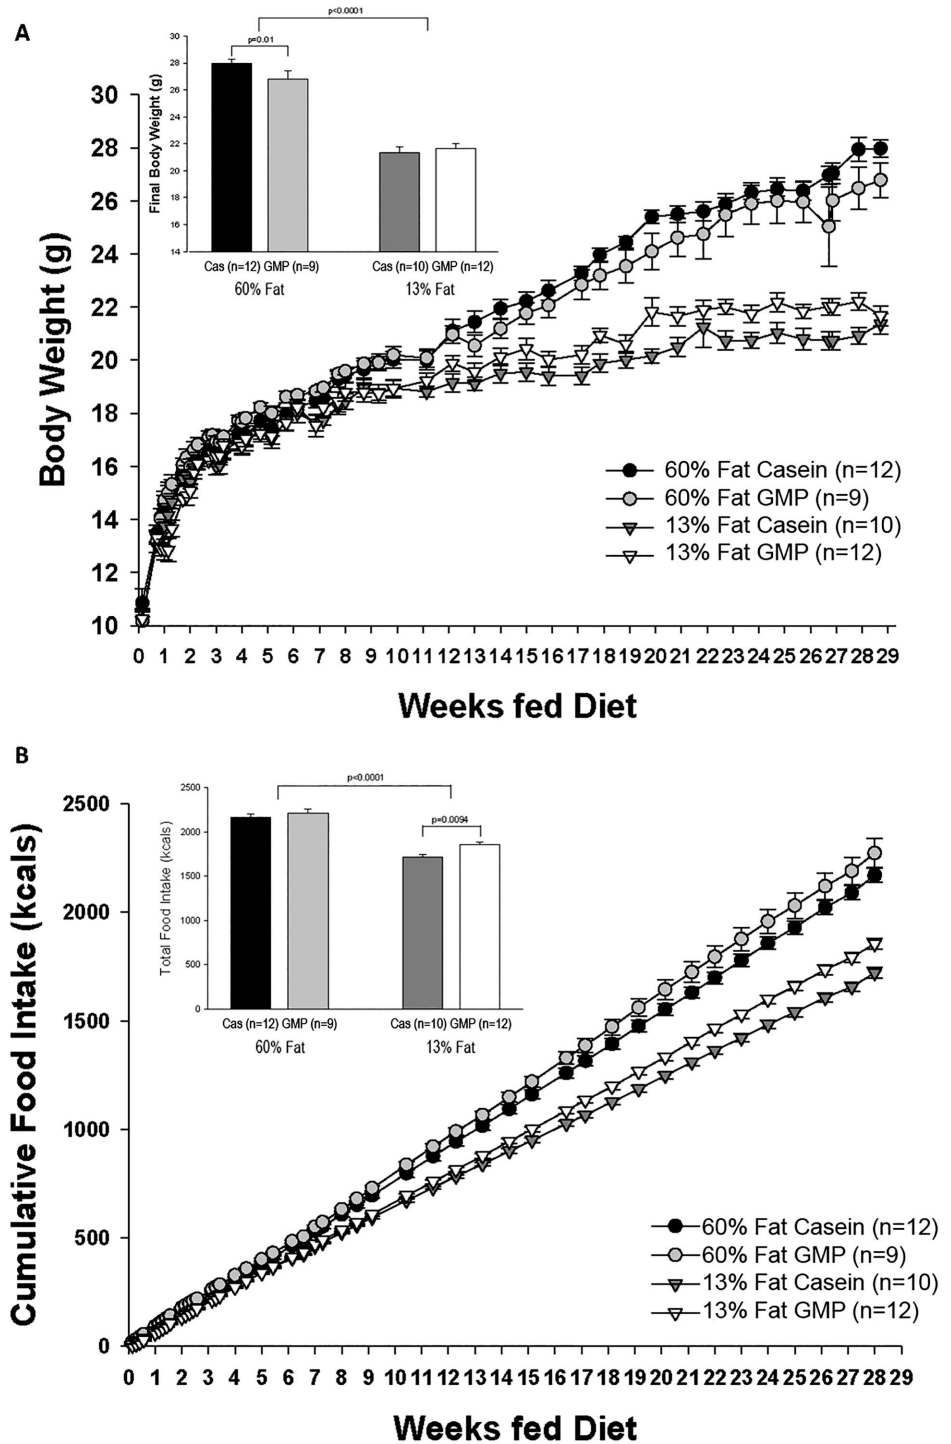 A
p<0.0001
p=0.01
30
28
26
24
22
20
18
16
14
Final Body Weight (g)
Cas (n=12) GMP (n=9)
Cas (n=10) GMP (n=12)
60% Fat
13% Fat
30
28
26
24
22
20
18
16
14
12
10
Body Weight (g)
60% Fat Casein (n=12)
60% Fat GMP (n=9)
13% Fat Casein (n=10)
13% Fat GMP (n=12)
0 1 2 3 4 5 6 7 8 9 10 11 12 13 14 15 16 17 18 19 20 21 22 23 24 25 26 27 28 29
Weeks fed Diet
B
p<0.0001
p=0.0094
2500
2000
1500
1000
500
0
Total Food Intake (kcals)
Cas (n=12) GMP (n=9)
Cas (n=10) GMP (n=12)
60% Fat
13% Fat
2500
2000
1500
1000
500
0
Cumulative Food Intake (kcals)
60% Fat Casein (n=12)
60% Fat GMP (n=9)
13% Fat Casein (n=10)
13% Fat GMP (n=12)
0 1 2 3 4 5 6 7 8 9 10 11 12 13 14 15 16 17 18 19 20 21 22 23 24 25 26 27 28 29
Weeks fed Diet